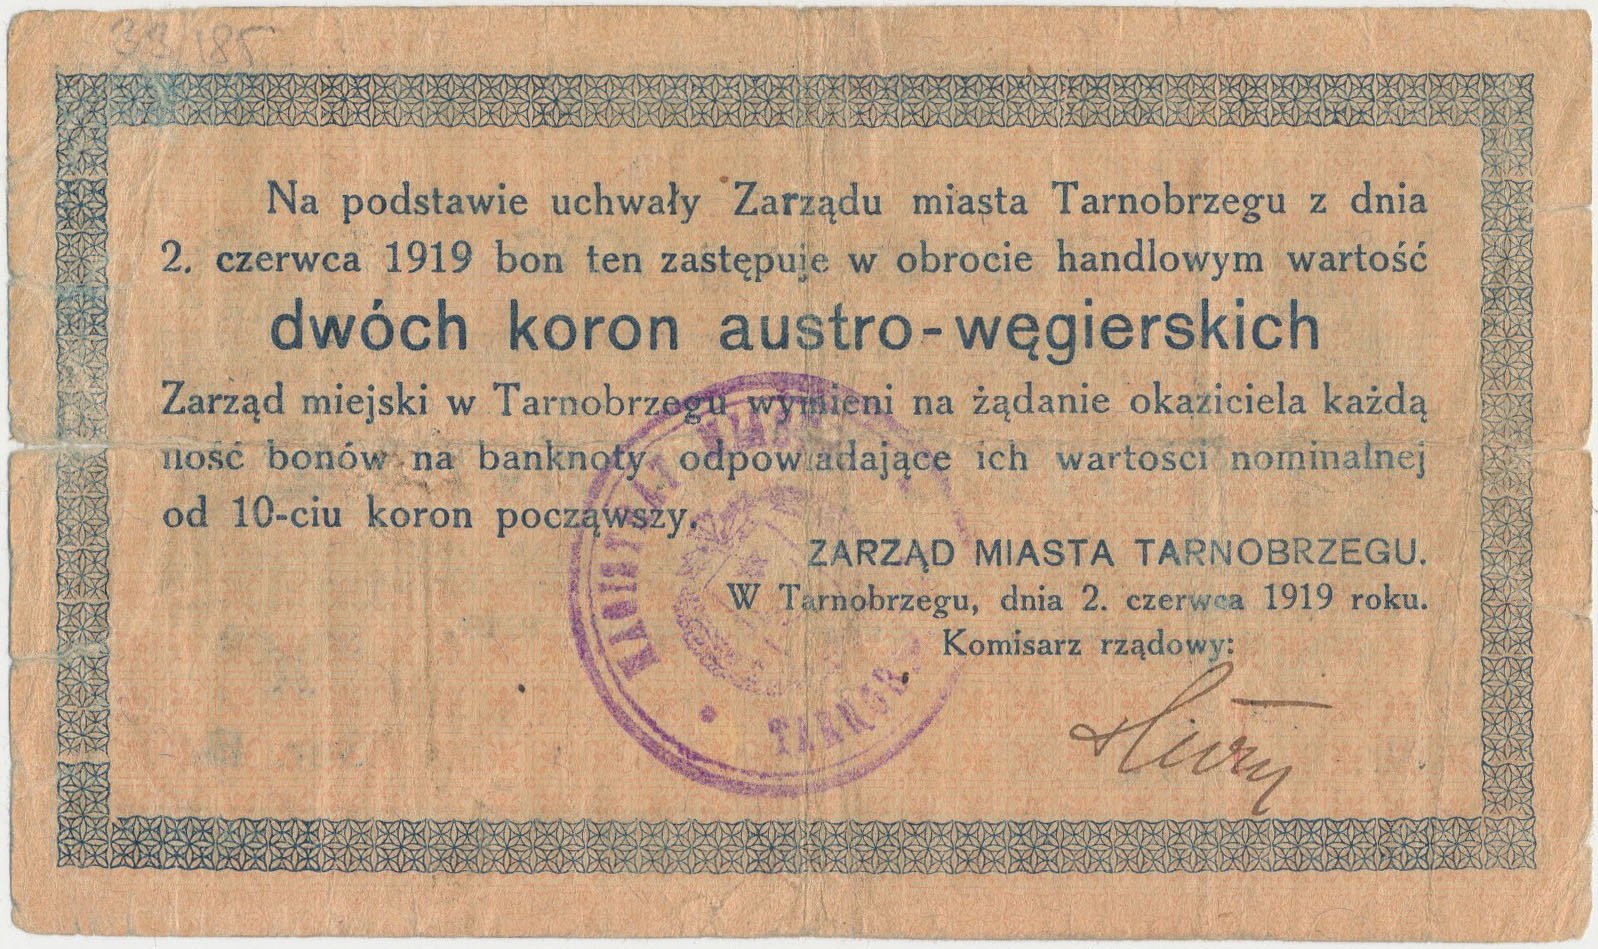 33/185
Na podstawie uchwały Zarządu miasta Tarnobrzegu z dnia
2. czerwca 1919 bon ten zastępuje w obrocie handlowym wartość
dwóch koron austro-węgierskich
Zarząd miejski w Tarnobrzegu wymieni na żądanie okaziciela każdą
ilość bonów na banknoty odpowiadające ich wartości nominalnej
od 10-ciu koron począwszy.
ZARZĄD MIASTA TARNOBRZEGU.
W Tarnobrzegu, dnia 2. czerwca 1919 roku.
Komisarz rządowy:
MAGISTRAT
TARNOB